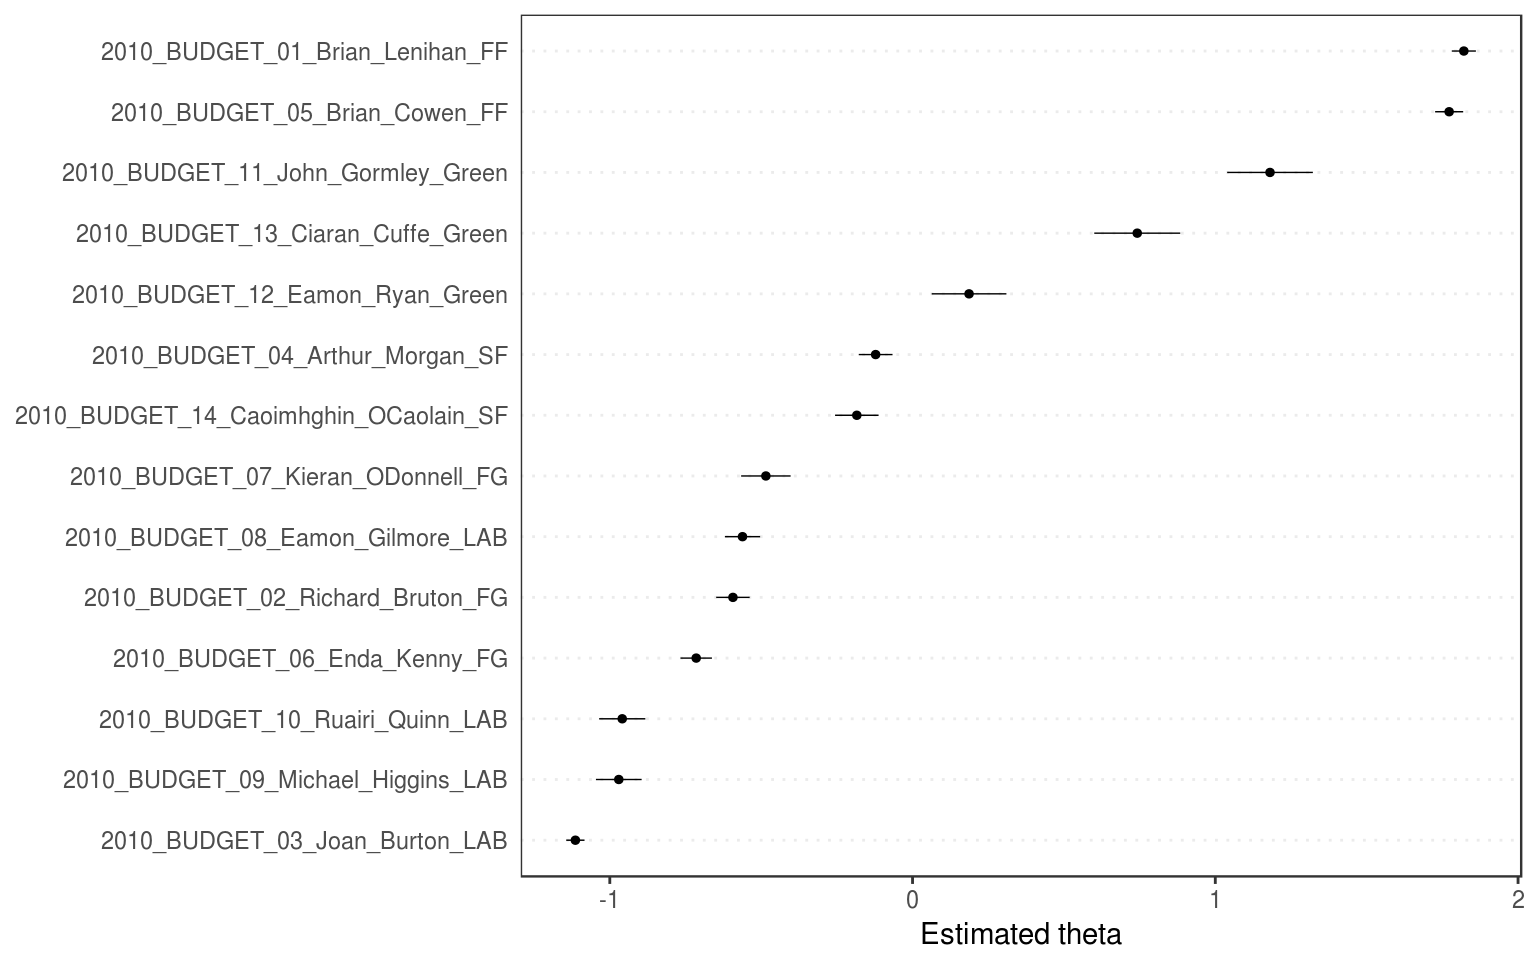 2010_BUDGET_01_Brian_Lenihan_FF
2010_BUDGET_05_Brian_Cowen_FF
2010_BUDGET_11_John_Gormley_Green
2010_BUDGET_13_Ciaran_Cuffe_Green
2010_BUDGET_12_Eamon_Ryan_Green
2010_BUDGET_04_Arthur_Morgan_SF
2010_BUDGET_14_Caoimhghin_OCaolain_SF
2010_BUDGET_07_Kieran_ODonnell_FG
2010_BUDGET_08_Eamon_Gilmore_LAB
2010_BUDGET_02_Richard_Bruton_FG
2010_BUDGET_06_Enda_Kenny_FG
2010_BUDGET_10_Ruairi_Quinn_LAB
2010_BUDGET_09_Michael_Higgins_LAB
2010_BUDGET_03_Joan_Burton_LAB
-1 0 1 2
Estimated theta